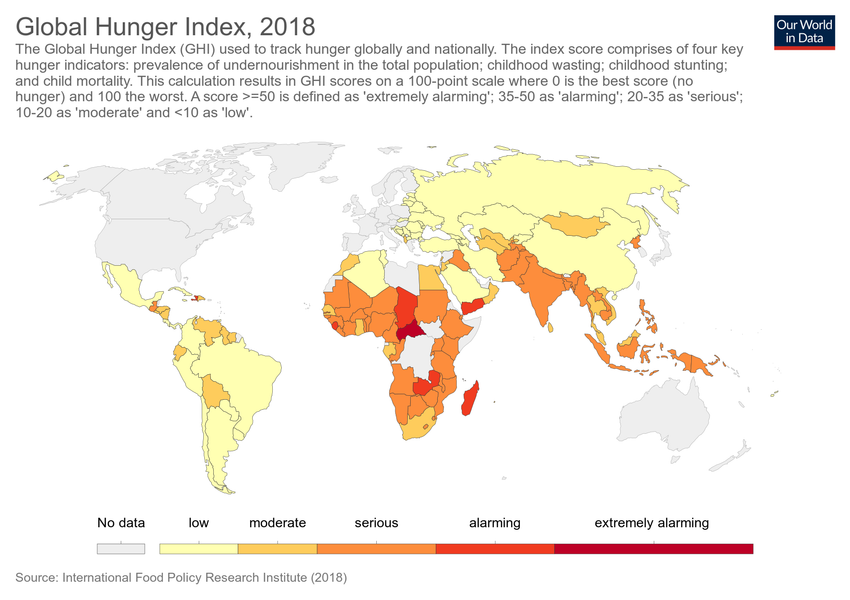 Global Hunger Index, 2018
Our World
in Data
The Global Hunger Index (GHI) used to track hunger globally and nationally. The index score comprises of four key
hunger indicators: prevalence of undernourishment in the total population; childhood wasting; childhood stunting;
and child mortality. This calculation results in GHI scores on a 100-point scale where 0 is the best score (no
hunger) and 100 the worst. A score >=50 is defined as 'extremely alarming'; 35-50 as 'alarming'; 20-35 as 'serious';
10-20 as 'moderate' and <10 as 'low'.
No data low moderate serious alarming extremely alarming
Source: International Food Policy Research Institute (2018)